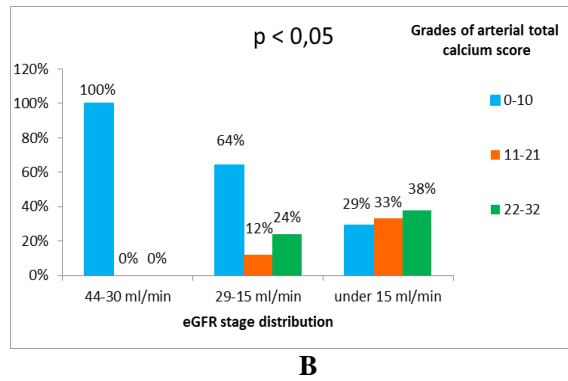 p < 0,05
Grades of arterial total
calcium score
120%
100%
80%
60%
40%
20%
0%
100%
0% 0%
64%
12%
24%
29%
33%
38%
0-10
11-21
22-32
44-30 ml/min
29-15 ml/min
under 15 ml/min
eGFR stage distribution
B